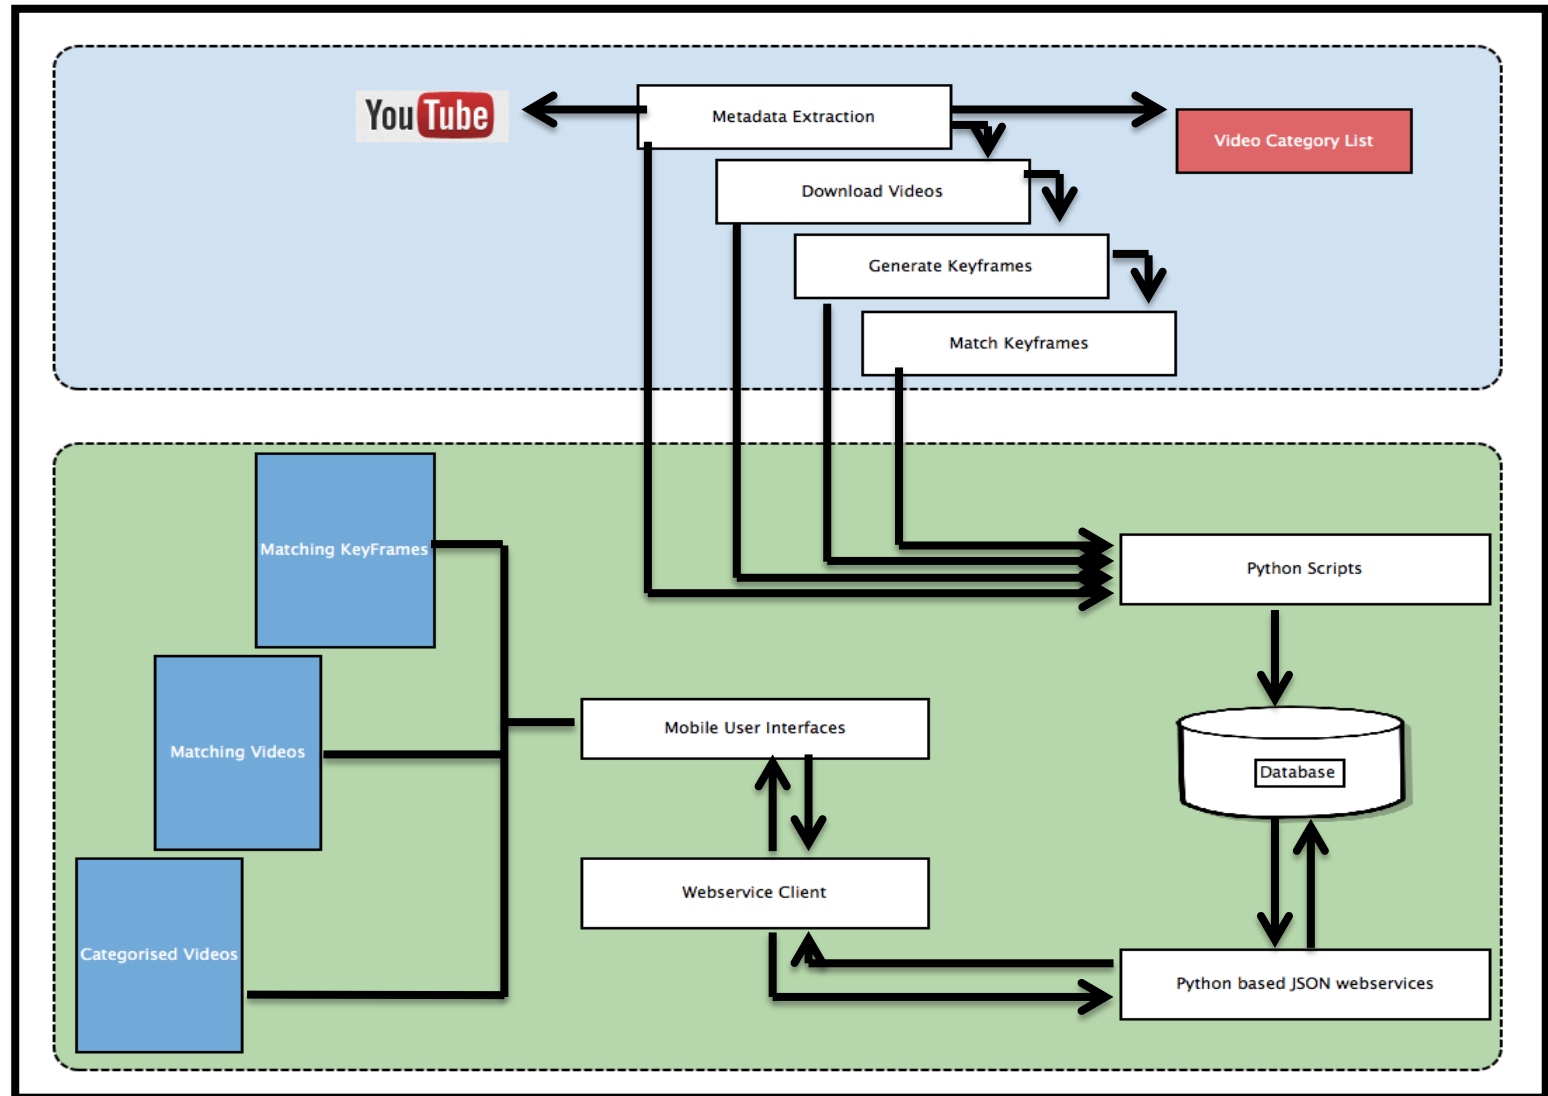 YouTube
Metadata Extraction
Video Category List
Download Videos
Generate Keyframes
Match Keyframes
Matching KeyFrames
Python Scripts
Mobile User Interfaces
Matching Videos
Database
Webservice Client
Categorised Videos
Python based JSON webservices